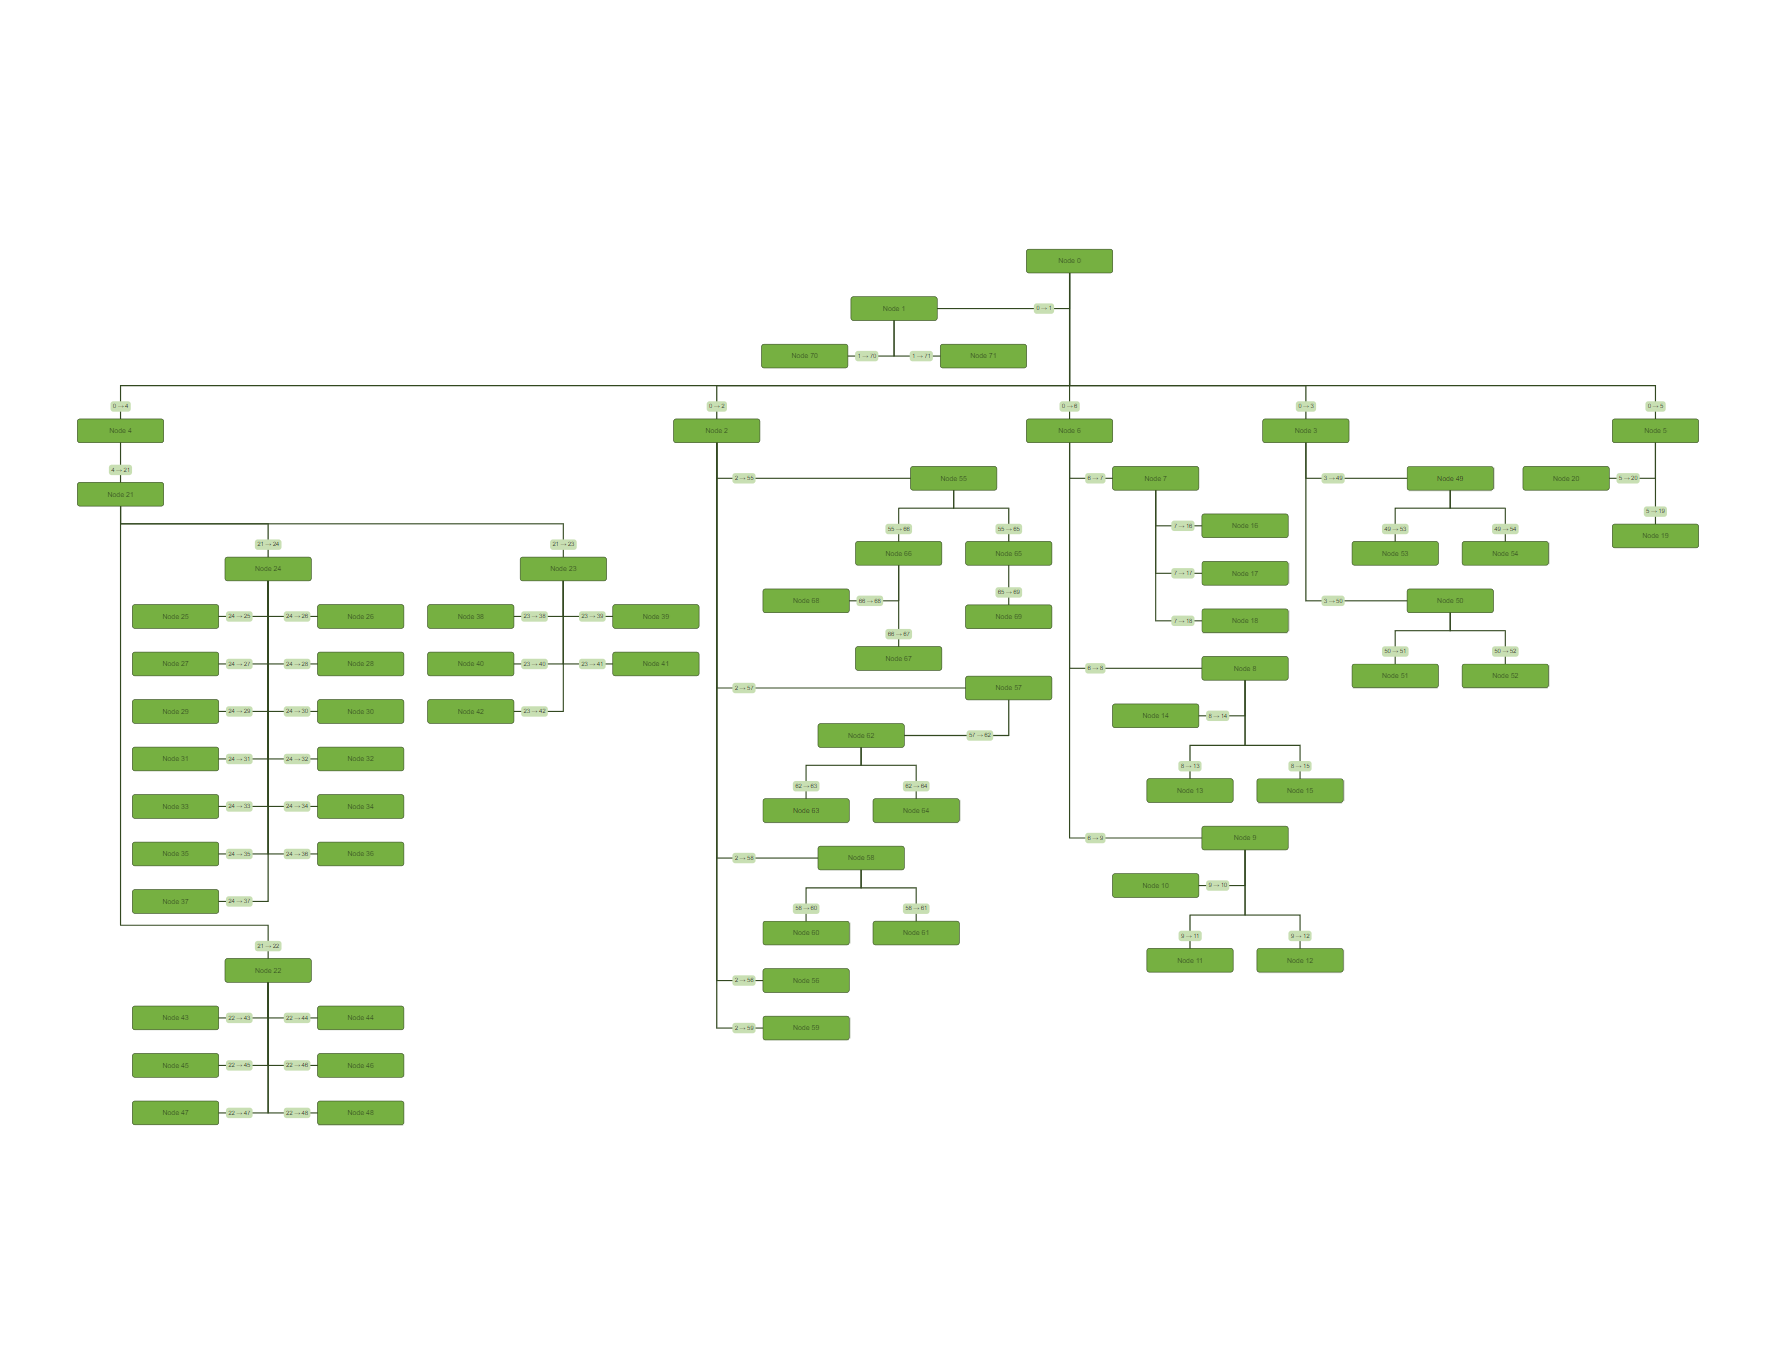 Node 0
Node 1
0 → 1
Node 70
1 → 70
1 → 71
Node 71
0 → 4
0 → 2
0 → 6
0 → 3
0 → 5
Node 4
Node 2
Node 6
Node 3
Node 5
4 → 21
Node 21
2 → 55
Node 55
6 → 7
Node 7
3 → 49
Node 49
Node 20
5 → 20
5 → 19
Node 19
21 → 24
21 → 23
Node 24
Node 23
55 → 66
55 → 65
Node 66
Node 65
7 → 16
Node 16
49 → 53
49 → 54
Node 53
Node 54
7 → 17
Node 17
Node 25
24 → 25
24 → 26
Node 26
Node 38
23 → 38
23 → 39
Node 39
Node 68
66 → 68
65 → 69
Node 69
7 → 18
Node 18
3 → 50
Node 50
66 → 67
Node 67
50 → 51
50 → 52
Node 51
Node 52
Node 27
24 → 27
24 → 28
Node 28
Node 40
23 → 40
23 → 41
Node 41
6 → 8
Node 8
2 → 57
Node 57
Node 29
24 → 29
24 → 30
Node 30
Node 42
23 → 42
Node 14
8 → 14
Node 62
57 → 62
Node 31
24 → 31
24 → 32
Node 32
62 → 63
62 → 64
Node 63
Node 64
8 → 13
8 → 15
Node 13
Node 15
Node 33
24 → 33
24 → 34
Node 34
6 → 9
Node 9
Node 35
24 → 35
24 → 36
Node 36
2 → 58
Node 58
Node 10
9 → 10
Node 37
24 → 37
58 → 60
58 → 61
Node 60
Node 61
9 → 11
9 → 12
Node 11
Node 12
21 → 22
Node 22
2 → 56
Node 56
Node 43
22 → 43
22 → 44
Node 44
2 → 59
Node 59
Node 45
22 → 45
22 → 46
Node 46
Node 47
22 → 47
22 → 48
Node 48